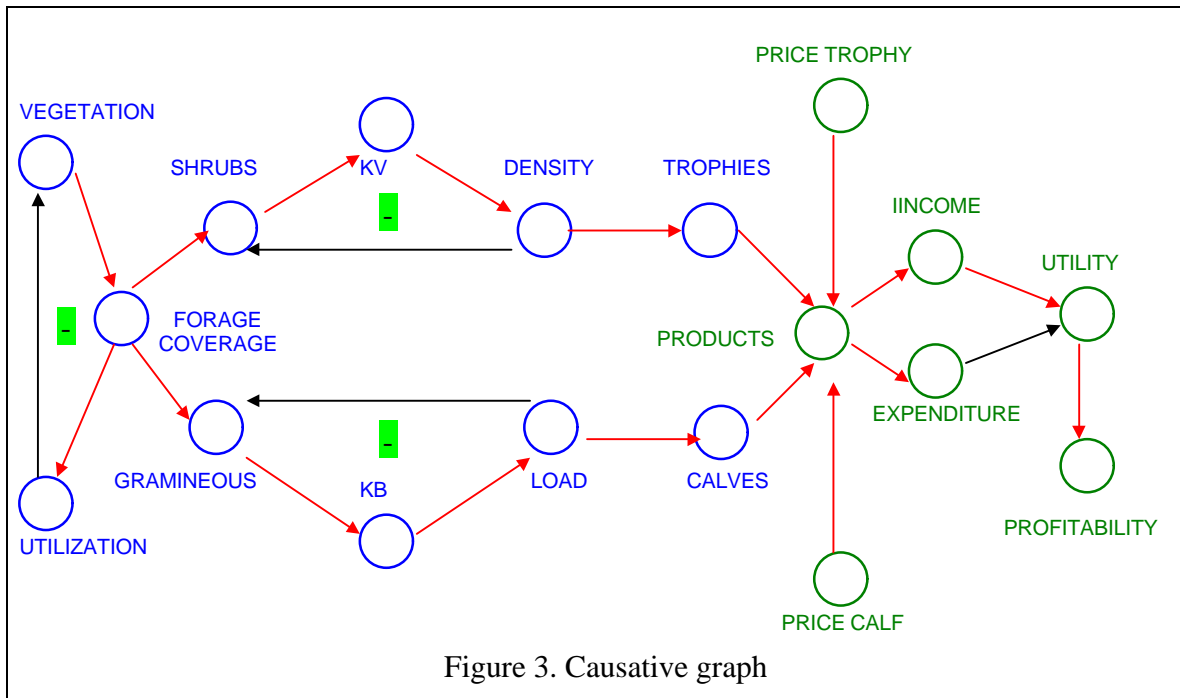 PRICE TROPHY
VEGETATION
SHRUBS
KV
DENSITY
TROPHIES
IINCOME
UTILITY
-
-
FORAGE
COVERAGE
PRODUCTS
EXPENDITURE
-
GRAMINEOUS
KB
LOAD
CALVES
UTILIZATION
PROFITABILITY
PRICE CALF
Figure 3. Causative graph